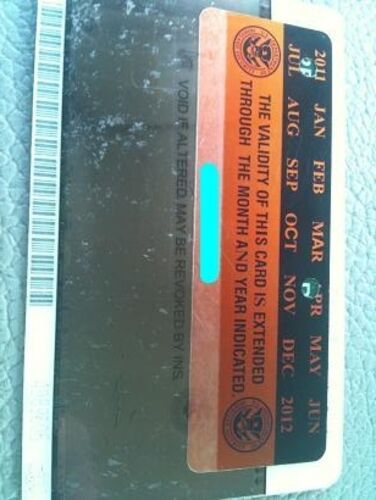 2011 JAN FEB MAR APR MAY JUN
JUL AUG SEP OCT NOV DEC 2012
THE VALIDITY OF THIS CARD IS EXTENDED
THROUGH THE MONTH AND YEAR INDICATED.
VOID IF ALTERED, MAY BE REVOKED BY INS.